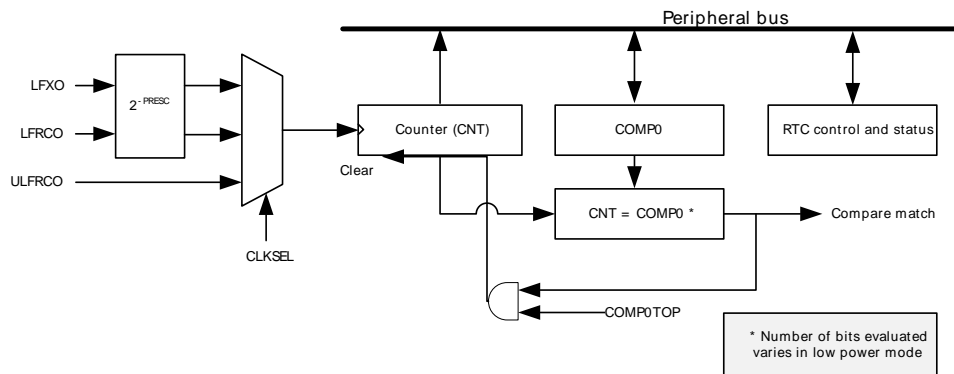 Peripheral bus
LFXO
2-PRESC
LFRCO
ULFRCO
CLKSEL
Counter (CNT)
Clear
COMP0
RTC control and status
CNT = COMP0 *
Compare match
COMP0TOP
* Number of bits evaluated
varies in low power mode